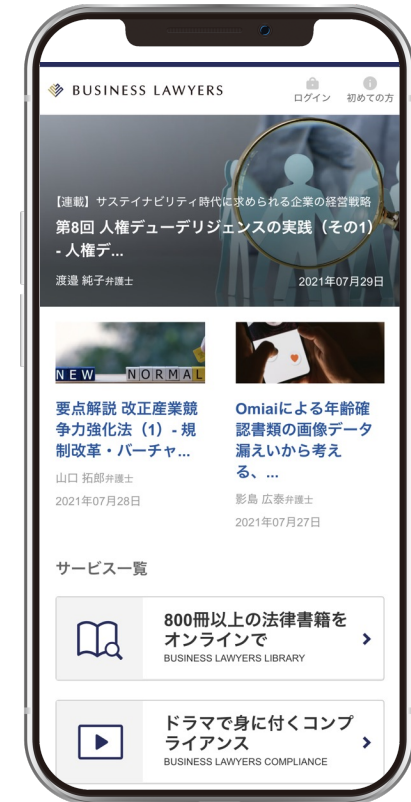 BUSINESS LAWYERS
ログイン
初めての方
【連載】サステイナビリティ時代に求められる企業の経営戦略
第8回 人権デューデリジェンスの実践（その1）
- 人権デ...
渡邉 純子弁護士
2021年07月29日
NEW NORMAL
要点解説 改正産業競
争力強化法（1）- 規
制改革・バーチャ...
山口 拓郎弁護士
2021年07月28日
Omiaiによる年齢確
認書類の画像データ
漏えいから考え
る、...
影島 広泰弁護士
2021年07月27日
サービス一覧
800冊以上の法律書籍を
オンラインで
BUSINESS LAWYERS LIBRARY
ドラマで身に付くコンプ
ライアンス
BUSINESS LAWYERS COMPLIANCE